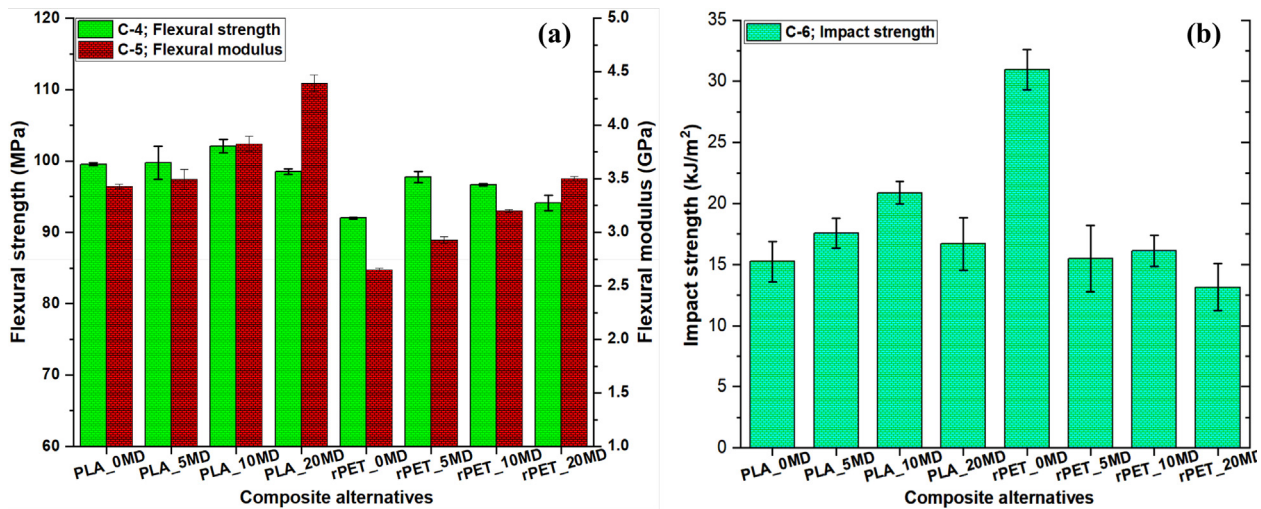 (a)
C-4; Flexural strength
C-5; Flexural modulus
Flexural strength (MPa)
120
110
100
90
80
70
60
Flexural modulus (GPa)
5.0
4.5
4.0
3.5
3.0
2.5
2.0
1.5
1.0
PLA_0MD
PLA_5MD
PLA_10MD
PLA_20MD
rPET_0MD
rPET_5MD
rPET_10MD
rPET_20MD
Composite alternatives
(b)
C-6; Impact strength
Impact strength (kJ/m²)
35
30
25
20
15
10
5
0
PLA_0MD
PLA_5MD
PLA_10MD
PLA_20MD
rPET_0MD
rPET_5MD
rPET_10MD
rPET_20MD
Composite alternatives